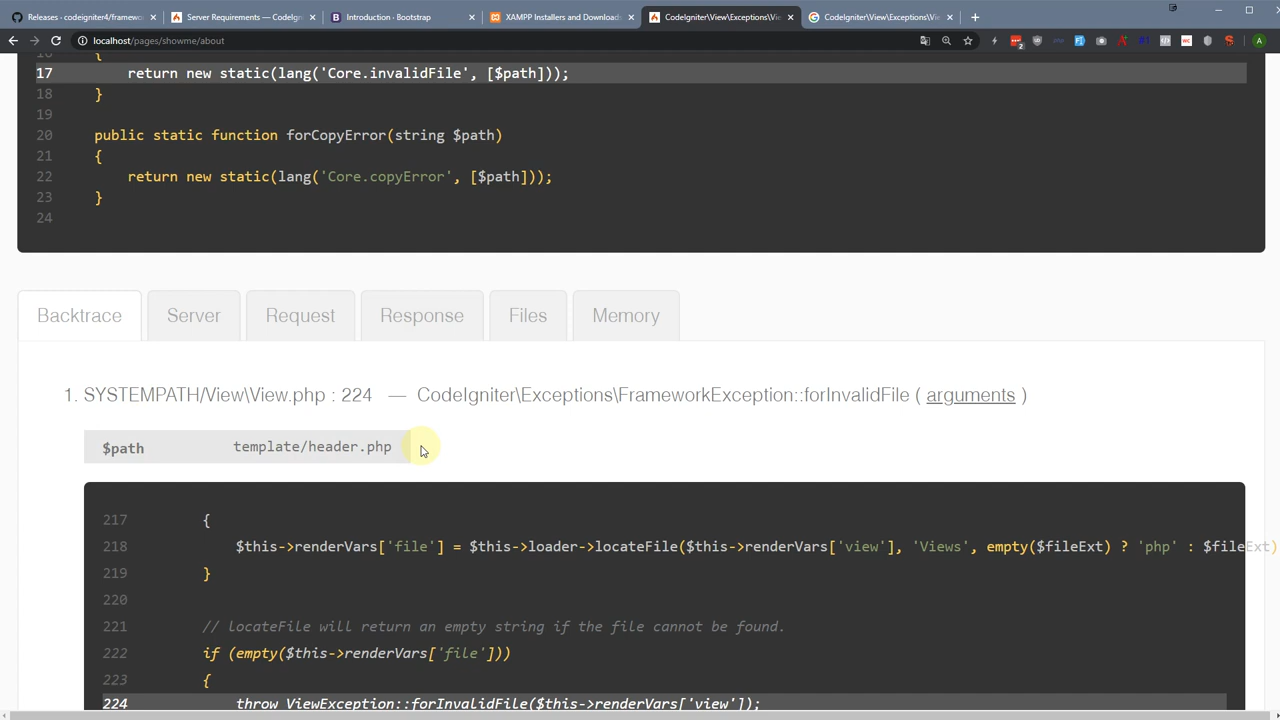 Releases · codeigniter4/framewo
Server Requirements — CodeIgni
Introduction · Bootstrap
XAMPP Installers and Downloads
CodeIgniter\View\Exceptions\Vi
CodeIgniter\View\Exceptions\Vi
localhost/pages/showme/about
{
17 return new static(lang('Core.invalidFile', [$path]));
18 }
19
20 public static function forCopyError(string $path)
21 {
22 return new static(lang('Core.copyError', [$path]));
23 }
24
Backtrace Server Request Response Files Memory
1. SYSTEMPATH/View\View.php : 224 — CodeIgniter\Exceptions\FrameworkException::forInvalidFile ( arguments )
$path template/header.php
217 {
218 $this->renderVars['file'] = $this->loader->locateFile($this->renderVars['view'], 'Views', empty($fileExt) ? 'php' : $fileExt)
219 }
220
221 // locateFile will return an empty string if the file cannot be found.
222 if (empty($this->renderVars['file']))
223 {
224 throw ViewException::forInvalidFile($this->renderVars['view']);